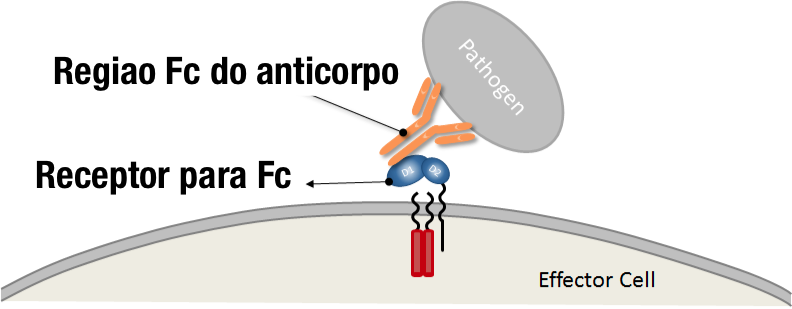 Pathogen
Regiao Fc do anticorpo
Receptor para Fc
D1
D2
Effector Cell